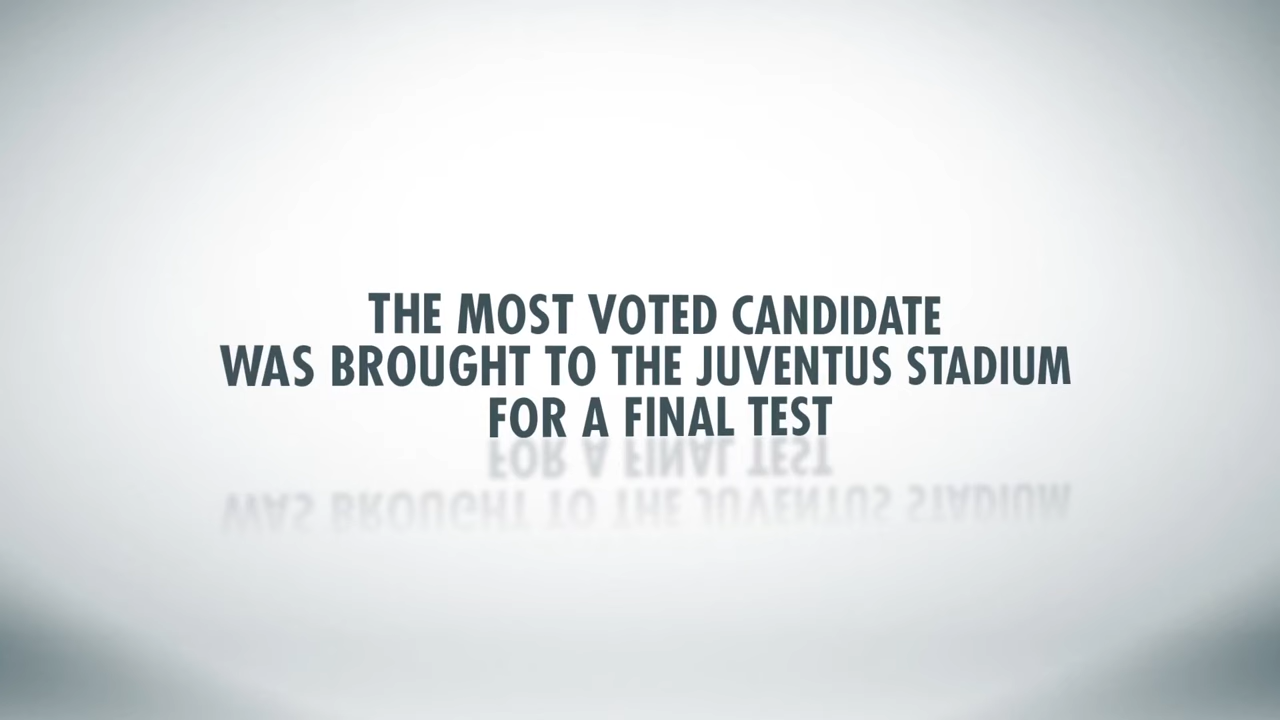 THE MOST VOTED CANDIDATE
WAS BROUGHT TO THE JUVENTUS STADIUM
FOR A FINAL TEST